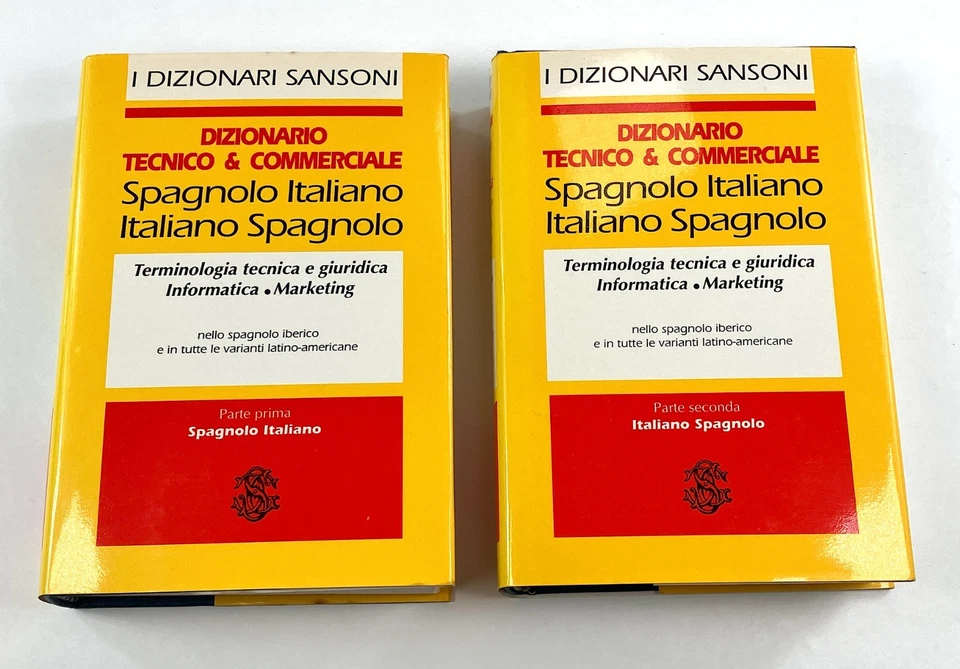 I DIZIONARI SANSONI
DIZIONARIO
TECNICO & COMMERCIALE
Spagnolo Italiano
Italiano Spagnolo
Terminologia tecnica e giuridica
Informatica • Marketing
nello spagnolo iberico
e in tutte le varianti latino-americane
Parte prima
Spagnolo Italiano
I DIZIONARI SANSONI
DIZIONARIO
TECNICO & COMMERCIALE
Spagnolo Italiano
Italiano Spagnolo
Terminologia tecnica e giuridica
Informatica • Marketing
nello spagnolo iberico
e in tutte le varianti latino-americane
Parte seconda
Italiano Spagnolo